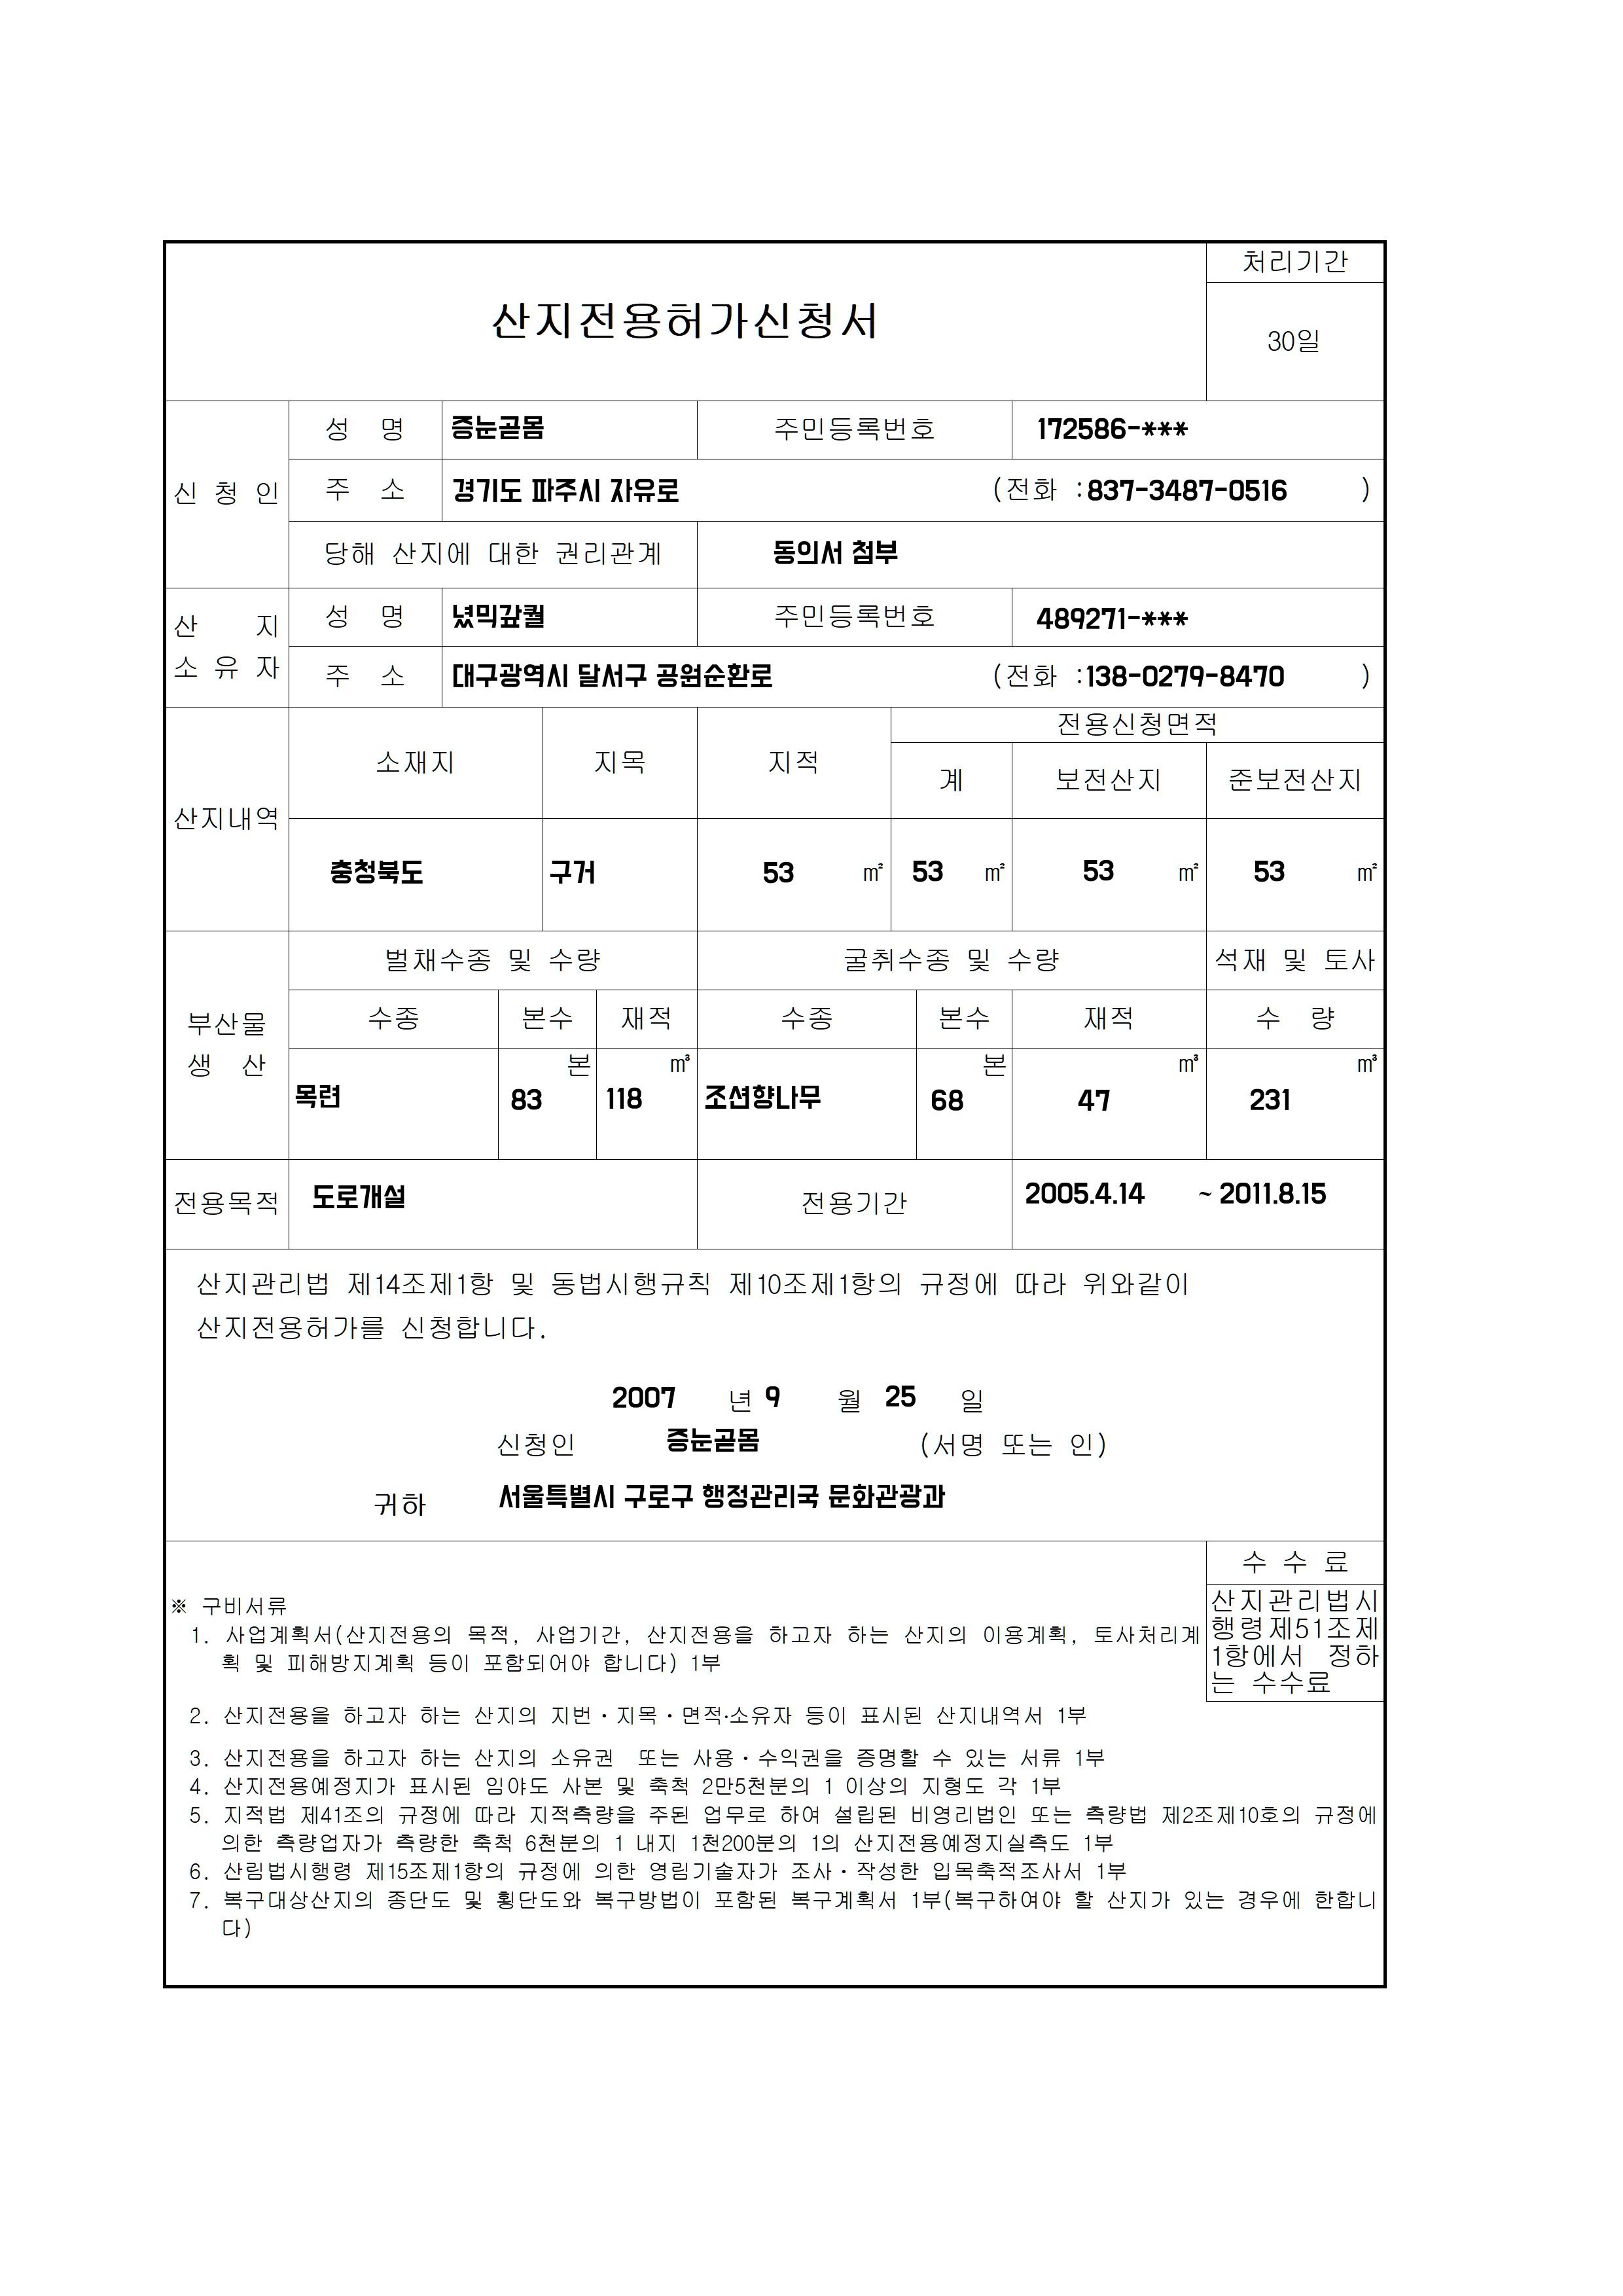 처리기간
산지전용허가신청서
30일
신 청 인
성 명 증눈곧몸 주민등록번호 172586-***
주 소 경기도 파주시 자유로 (전화 :837-3487-0516 )
당해 산지에 대한 권리관계 동의서 첨부
산 지
소 유 자
성 명 넜믹갚퀄 주민등록번호 489271-***
주 소 대구광역시 달서구 공원순환로 (전화 :138-0279-8470 )
산지내역
소재지 지목 지적 전용신청면적
계 보전산지 준보전산지
충청북도 구거 53 ㎡ 53 ㎡ 53 ㎡ 53 ㎡
부산물
생 산
벌채수종 및 수량 굴취수종 및 수량 석재 및 토사
수종 본수 재적 수종 본수 재적 수 량
본 ㎥ 본 ㎥ ㎥
목련 83 118 조선향나무 68 47 231
전용목적 도로개설 전용기간 2005.4.14 ~ 2011.8.15
산지관리법 제14조제1항 및 동법시행규칙 제10조제1항의 규정에 따라 위와같이
산지전용허가를 신청합니다.
2007 년 9 월 25 일
신청인 증눈곧몸 (서명 또는 인)
귀하 서울특별시 구로구 행정관리국 문화관광과
수 수 료
산지관리법시
행령제51조제
1항에서 정하
는 수수료
※ 구비서류
1. 사업계획서(산지전용의 목적, 사업기간, 산지전용을 하고자 하는 산지의 이용계획, 토사처리계
획 및 피해방지계획 등이 포함되어야 합니다) 1부
2. 산지전용을 하고자 하는 산지의 지번·지목·면적·소유자 등이 표시된 산지내역서 1부
3. 산지전용을 하고자 하는 산지의 소유권 또는 사용·수익권을 증명할 수 있는 서류 1부
4. 산지전용예정지가 표시된 임야도 사본 및 축척 2만5천분의 1 이상의 지형도 각 1부
5. 지적법 제41조의 규정에 따라 지적측량을 주된 업무로 하여 설립된 비영리법인 또는 측량법 제2조제10호의 규정에
의한 측량업자가 측량한 축척 6천분의 1 내지 1천200분의 1의 산지전용예정지실측도 1부
6. 산림법시행령 제15조제1항의 규정에 의한 영림기술자가 조사·작성한 입목축적조사서 1부
7. 복구대상산지의 종단도 및 횡단도와 복구방법이 포함된 복구계획서 1부(복구하여야 할 산지가 있는 경우에 한합니
다)